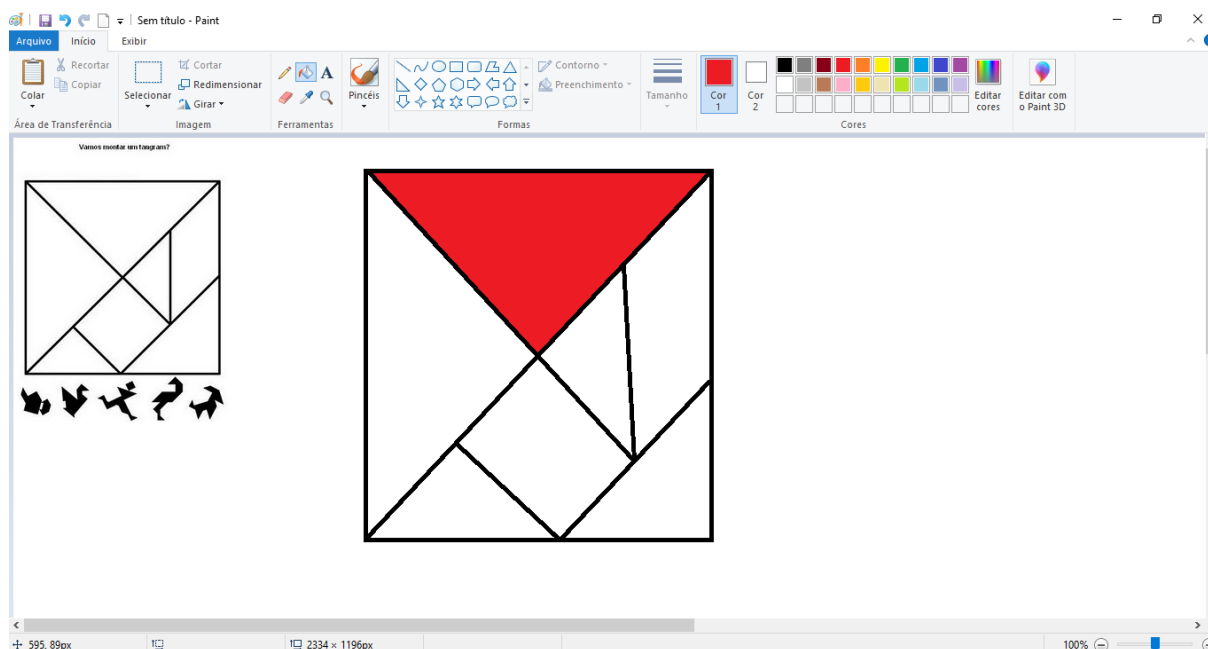 Sem título - Paint
Arquivo Início Exibir
Colar
Recortar
Copiar
Área de Transferência
Selecionar
Cortar
Redimensionar
Girar
Imagem
A
Ferramentas
Pincéis
Contorno
Preenchimento
Formas
Tamanho
Cor
1
Cor
2
Editar
cores
Cores
Editar com
o Paint 3D
Vamos montar um tangram?
595, 89px
2334 × 1196px
100%